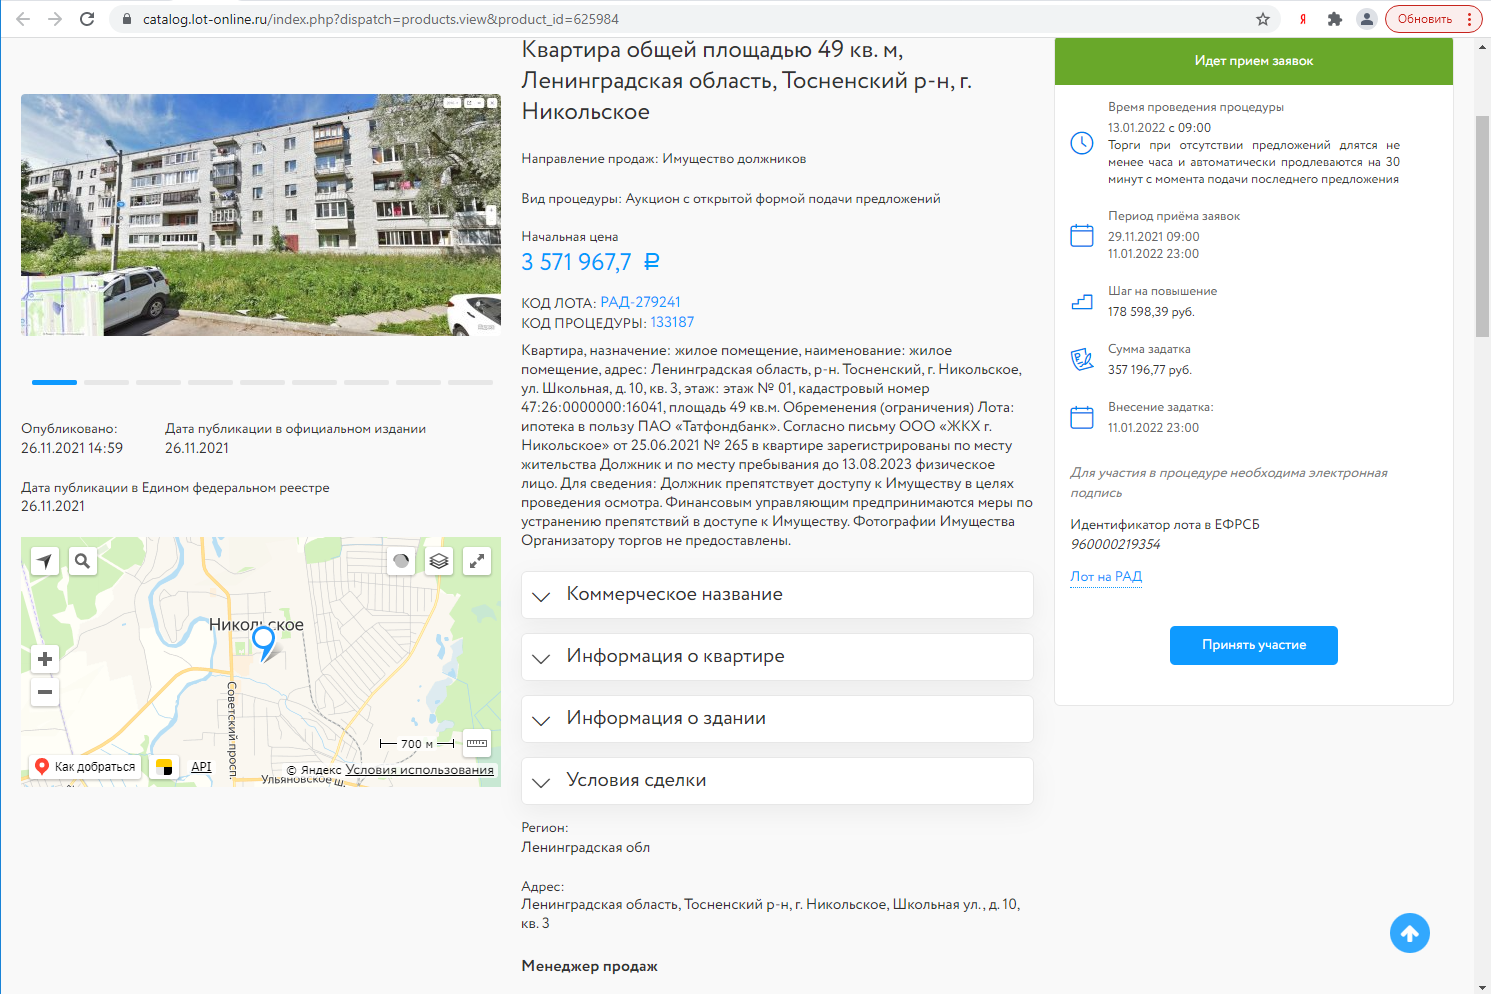 catalog.lot-online.ru/index.php?dispatch=products.view&product_id=625984
Я
Обновить
Квартира общей площадью 49 кв. м,
Ленинградская область, Тосненский р-н, г.
Никольское
Направление продаж: Имущество должников
Вид процедуры: Аукцион с открытой формой подачи предложений
Начальная цена
3 571 967,7 ₽
КОД ЛОТА: РАД-279241
КОД ПРОЦЕДУРЫ: 133187
Квартира, назначение: жилое помещение, наименование: жилое
помещение, адрес: Ленинградская область, р-н. Тосненский, г. Никольское,
ул. Школьная, д. 10, кв. 3, этаж: этаж № 01, кадастровый номер
47:26:0000000:16041, площадь 49 кв.м. Обременения (ограничения) Лота:
ипотека в пользу ПАО «Татфондбанк». Согласно письму ООО «ЖКХ г.
Никольское» от 25.06.2021 № 265 в квартире зарегистрированы по месту
жительства Должник и по месту пребывания до 13.08.2023 физическое
лицо. Для сведения: Должник препятствует доступу к Имуществу в целях
проведения осмотра. Финансовым управляющим предпринимаются меры по
устранению препятствий в доступе к Имуществу. Фотографии Имущества
Организатору торгов не предоставлены.
Коммерческое название
Информация о квартире
Информация о здании
Условия сделки
Регион:
Ленинградская обл
Адрес:
Ленинградская область, Тосненский р-н, г. Никольское, Школьная ул., д. 10,
кв. 3
Менеджер продаж
Опубликовано:
26.11.2021 14:59
Дата публикации в официальном издании
26.11.2021
Дата публикации в Едином федеральном реестре
26.11.2021
Никольское
Советский просп.
700 м
Как добраться
API
© Яндекс Условия использования
Ульяновское ш.
Идет прием заявок
Время проведения процедуры
13.01.2022 с 09:00
Торги при отсутствии предложений длятся не
менее часа и автоматически продлеваются на 30
минут с момента подачи последнего предложения
Период приёма заявок
29.11.2021 09:00
11.01.2022 23:00
Шаг на повышение
178 598,39 руб.
Сумма задатка
357 196,77 руб.
Внесение задатка:
11.01.2022 23:00
Для участия в процедуре необходима электронная
подпись
Идентификатор лота в ЕФРСБ
960000219354
Лот на РАД
Принять участие